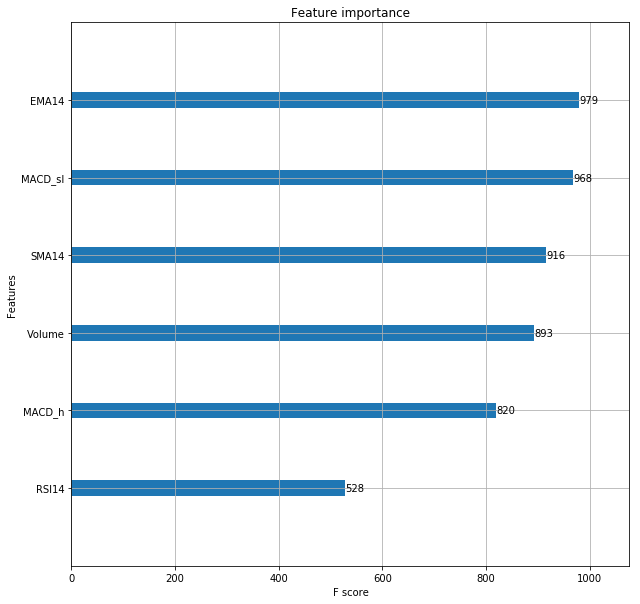 Feature importance
EMA14 979
MACD_sl 968
SMA14 916
Volume 893
MACD_h 820
RSI14 528
Features
0 200 400 600 800 1000
F score